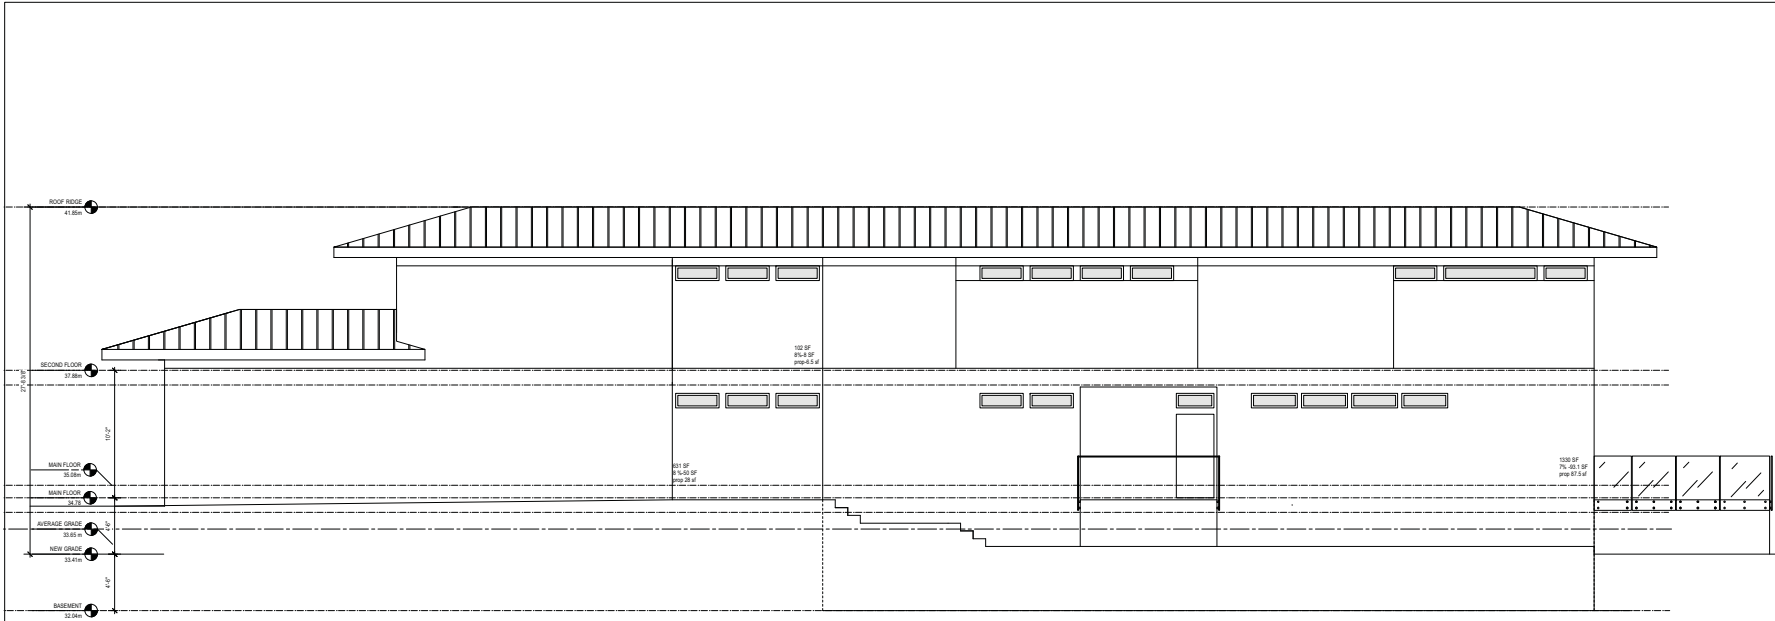 ROOF RIDGE
41.85m
SECOND FLOOR
37.88m
27'-8 3/8"
10'-2"
102 SF
8%-8 SF
prop-6.5 sf
MAIN FLOOR
35.08m
631 SF
8 %-50 SF
prop 28 sf
1330 SF
7% -93.1 SF
prop 87.5 sf
MAIN FLOOR
34.78
AVERAGE GRADE
33.65 m
4'-6"
NEW GRADE
33.41m
4'-6"
BASEMENT
32.04m